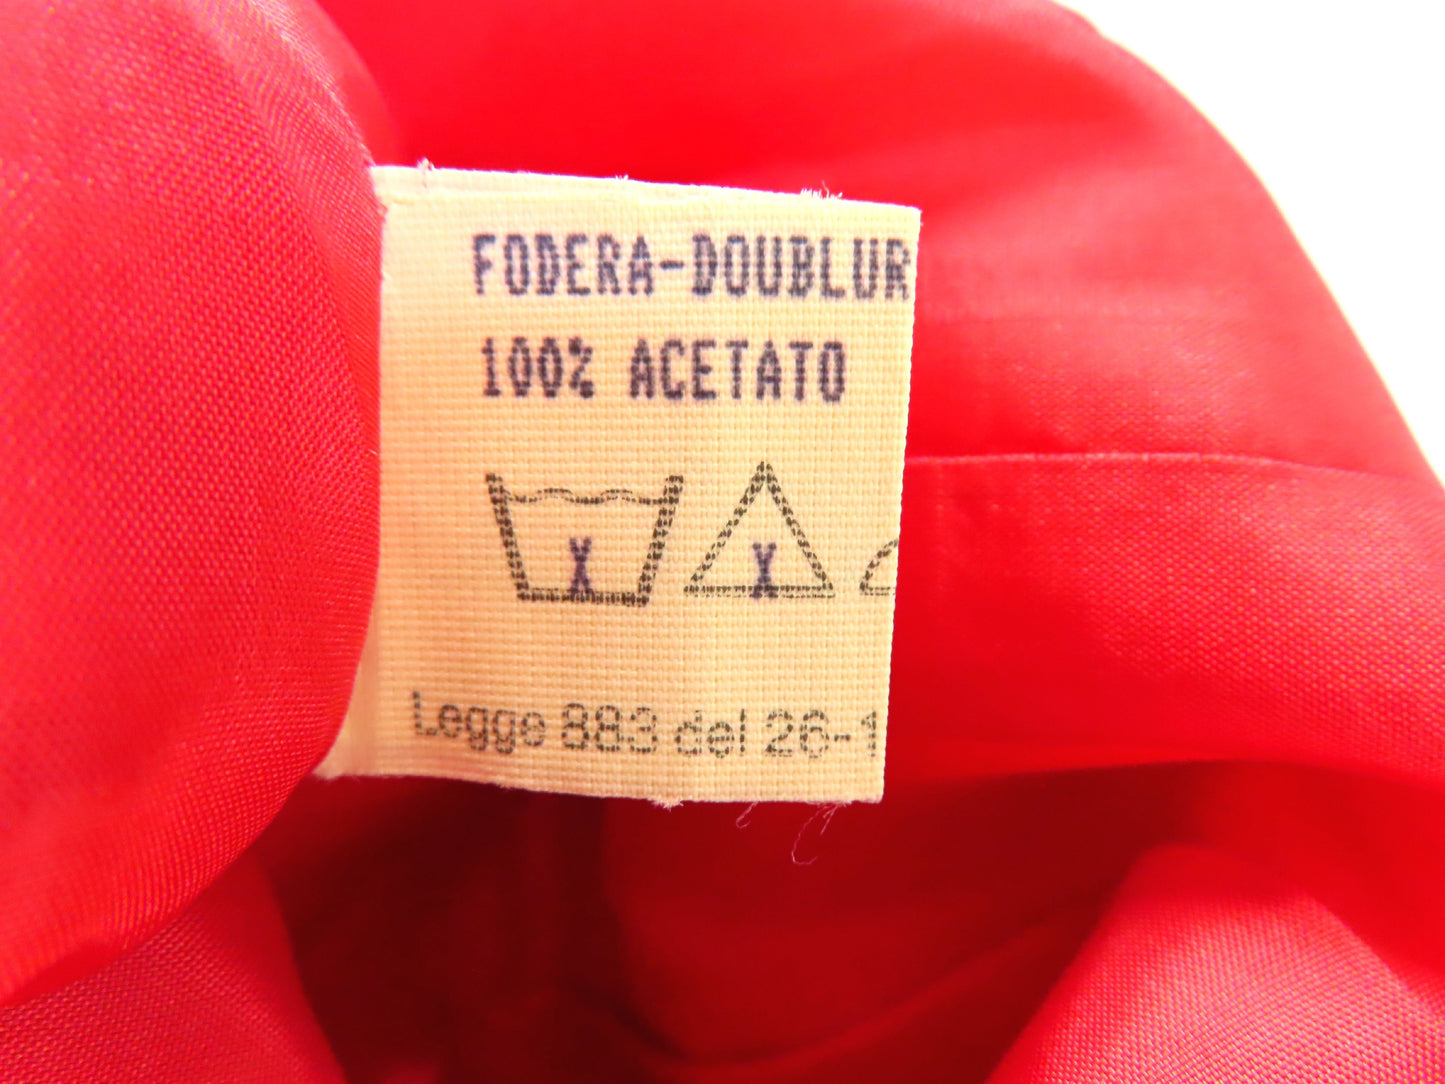 FODERA-DOUBLUR
100% ACETATO
X X
Legge 883 del 26-1